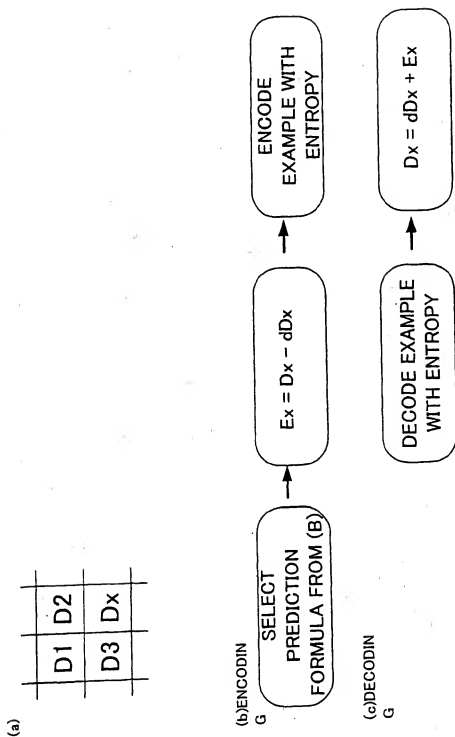 (a)
D1 D2
D3 Dx
(b)ENCODIN
G
SELECT
PREDICTION
FORMULA FROM (B)
Ex = Dx − dDx
ENCODE
EXAMPLE WITH
ENTROPY
(c)DECODIN
G
DECODE EXAMPLE
WITH ENTROPY
Dx = dDx + Ex